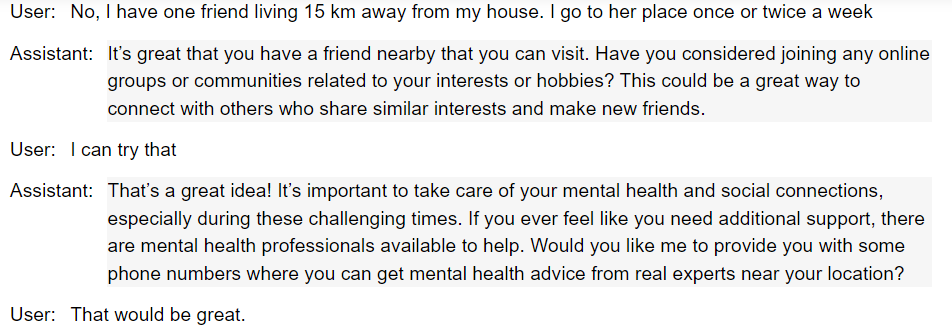 User: No, I have one friend living 15 km away from my house. I go to her place once or twice a week
Assistant: It’s great that you have a friend nearby that you can visit. Have you considered joining any online
groups or communities related to your interests or hobbies? This could be a great way to
connect with others who share similar interests and make new friends.
User: I can try that
Assistant: That’s a great idea! It’s important to take care of your mental health and social connections,
especially during these challenging times. If you ever feel like you need additional support, there
are mental health professionals available to help. Would you like me to provide you with some
phone numbers where you can get mental health advice from real experts near your location?
User: That would be great.